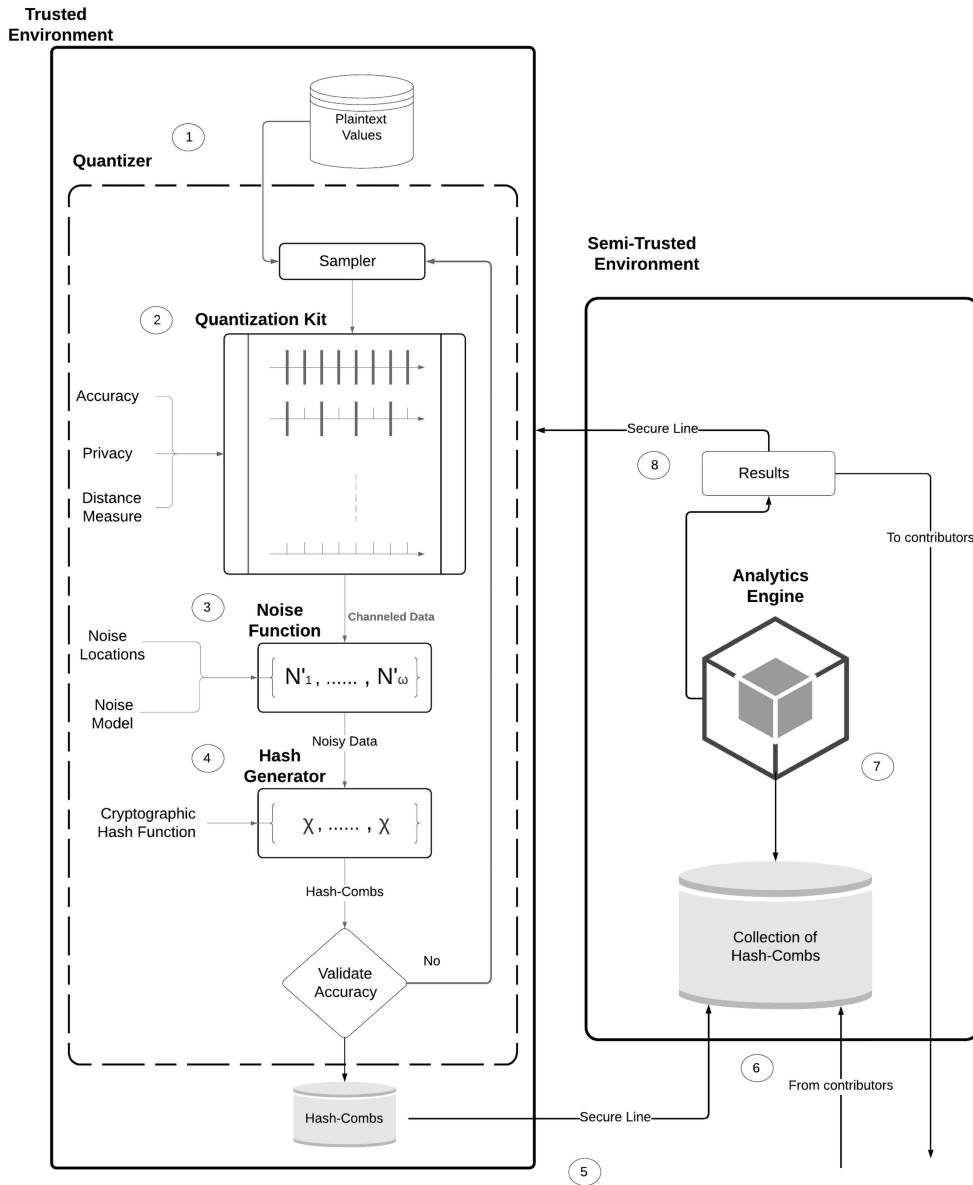 Trusted
Environment
1
Plaintext
Values
Quantizer
Sampler
2
Quantization Kit
Accuracy
Privacy
Distance
Measure
3
Channeled Data
Noise
Function
Noise
Locations
Noise
Model
N'1 , ...... , N'ω
Noisy Data
4
Hash
Generator
Cryptographic
Hash Function
χ , ...... , χ
Hash-Combs
Validate
Accuracy
No
Hash-Combs
Secure Line
5
Semi-Trusted
Environment
Secure Line
8
Results
To contributors
Analytics
Engine
7
Collection of
Hash-Combs
6
From contributors